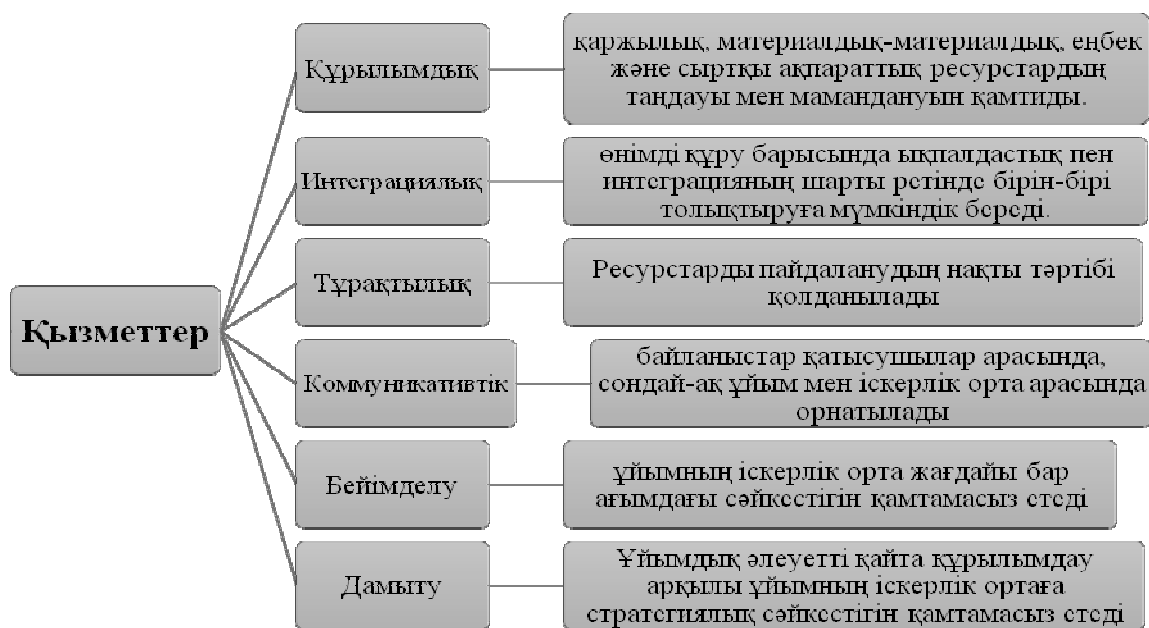 Қызметтер
Құрылымдық
қаржылық, материалдық-материалдық, еңбек
және сыртқы ақпараттық ресурстардың
таңдауы мен мамандануын қамтиды.
Интеграциялық
өнімді құру барысында ықпалдастық пен
интеграцияның шарты ретінде бірін-бірі
толықтыруға мүмкіндік береді.
Тұрақтылық
Ресурстарды пайдаланудың нақты тәртібі
қолданылады
Коммуникативтік
байланыстар қатысушылар арасында,
сондай-ақ ұйым мен іскерлік орта арасында
орнатылады
Бейімделу
ұйымның іскерлік орта жағдайы бар
ағымдағы сәйкестігін қамтамасыз етеді
Дамыту
Ұйымдық әлеуетті қайта құрылымдау
арқылы ұйымның іскерлік ортаға
стратегиялық сәйкестігін қамтамасыз етеді